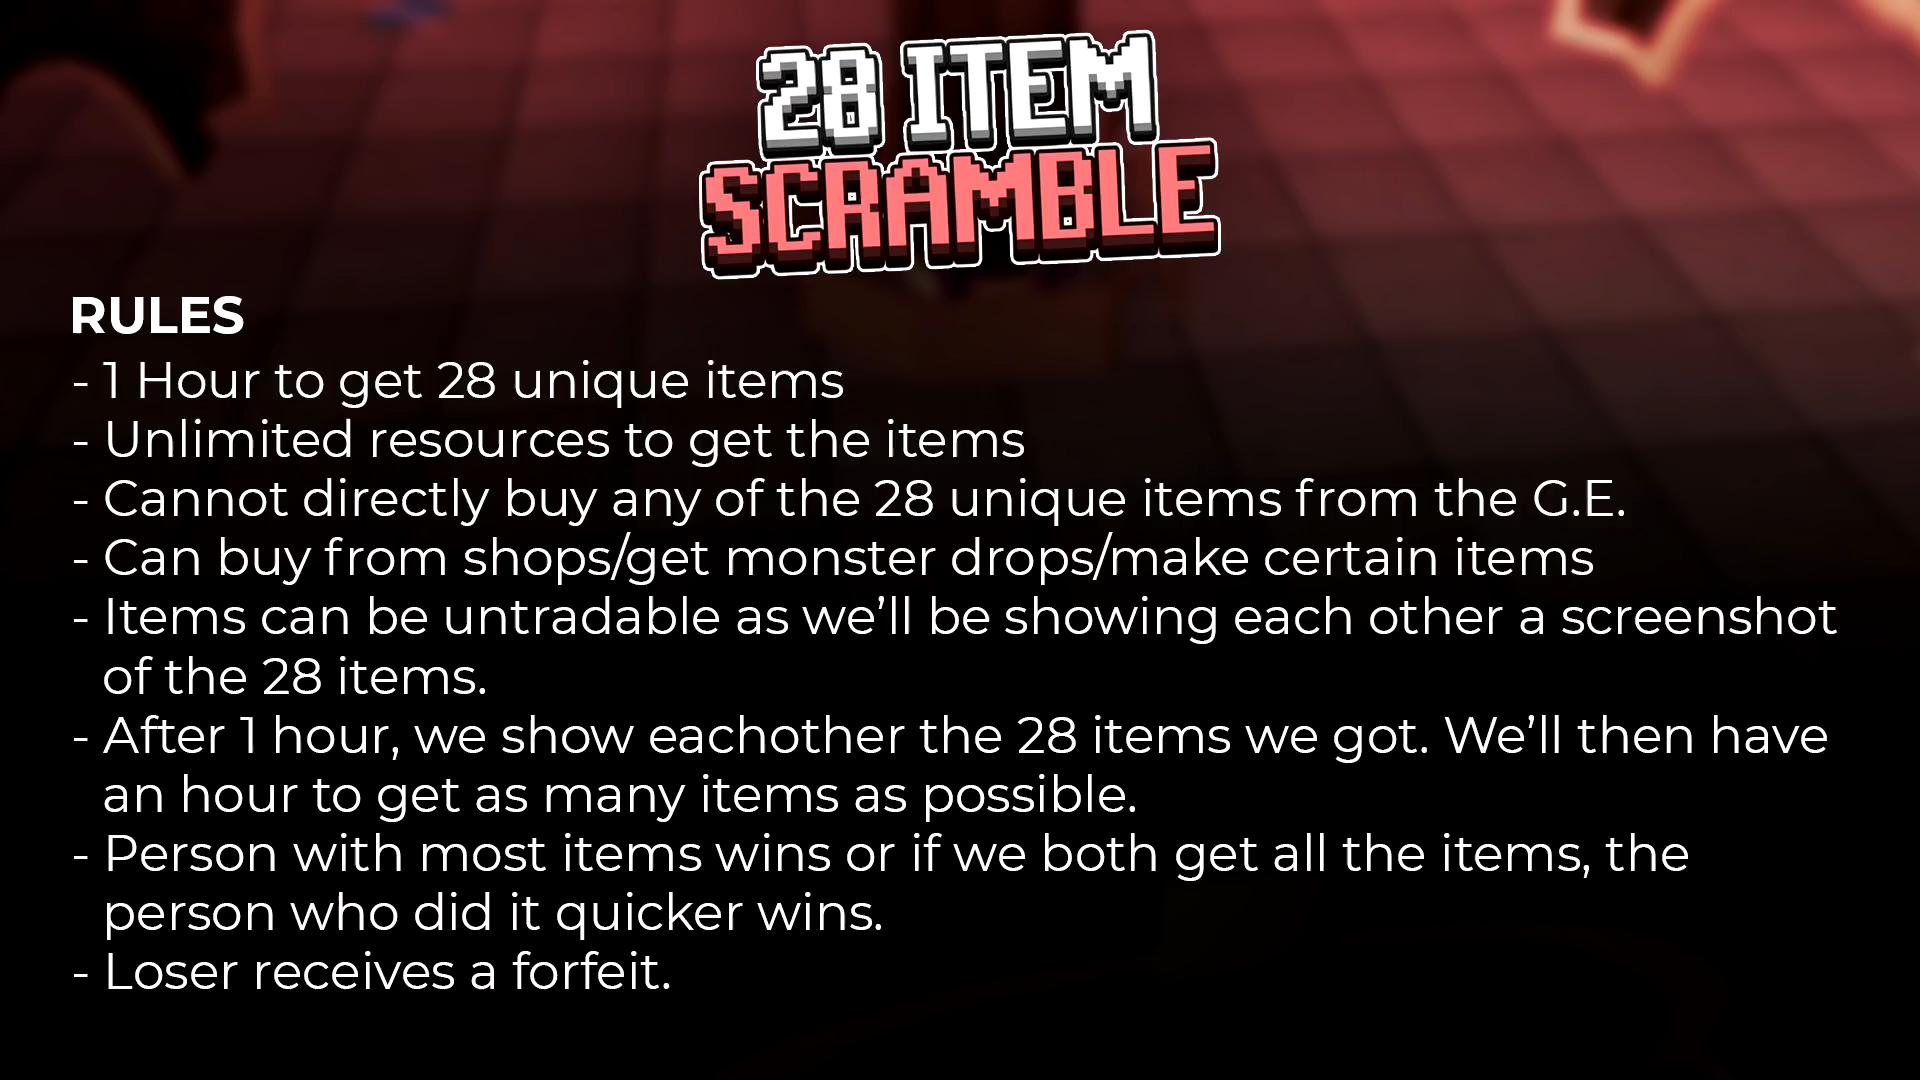 28 ITEM
SCRAMBLE
RULES
- 1 Hour to get 28 unique items
- Unlimited resources to get the items
- Cannot directly buy any of the 28 unique items from the G.E.
- Can buy from shops/get monster drops/make certain items
- Items can be untradable as we’ll be showing each other a screenshot
of the 28 items.
- After 1 hour, we show eachother the 28 items we got. We’ll then have
an hour to get as many items as possible.
- Person with most items wins or if we both get all the items, the
person who did it quicker wins.
- Loser receives a forfeit.